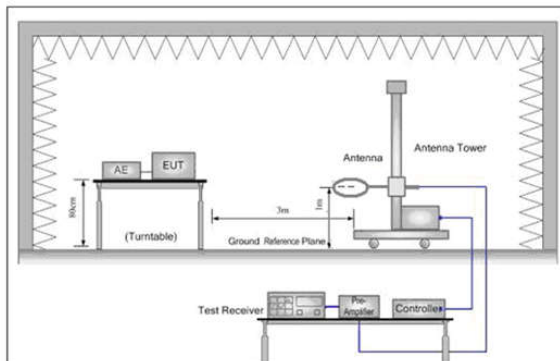 AE
EUT
80cm
(Turntable)
3m
Ground Reference Plane
Antenna
1m
Antenna Tower
Test Receiver
Pre-
Amplifier
Controller